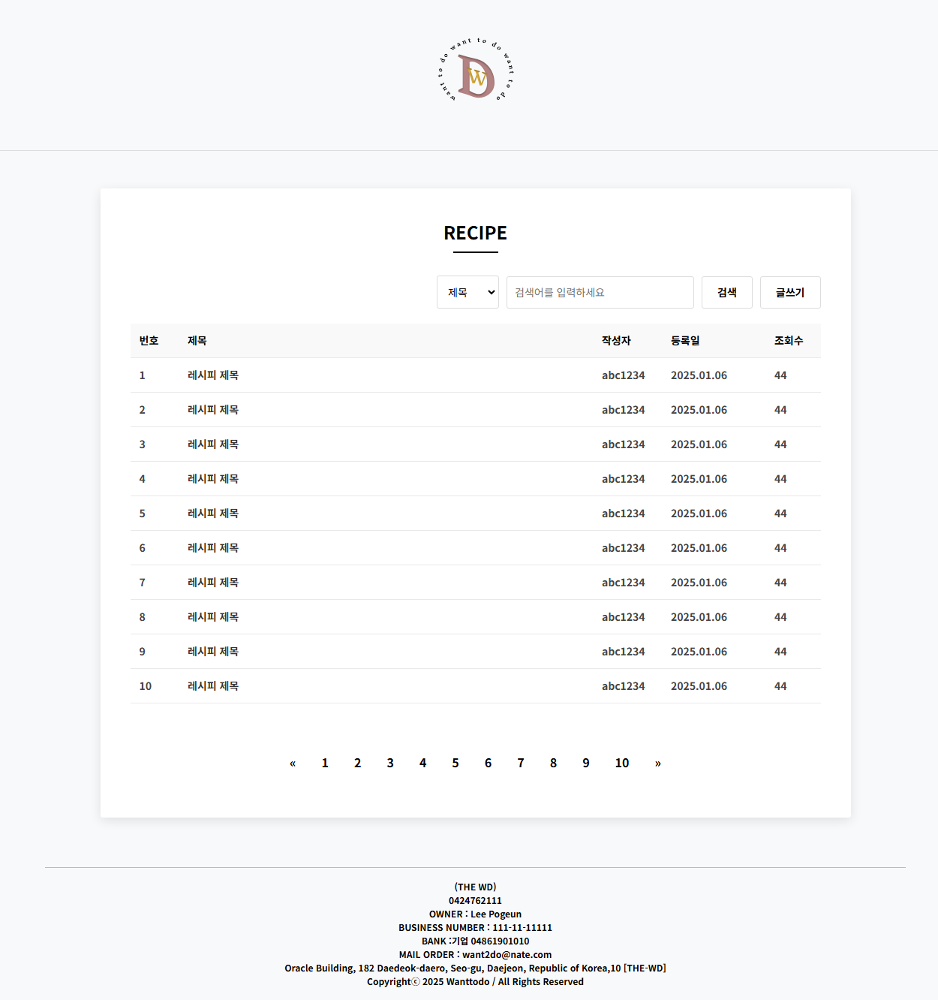 want to do want to do want to do
D
W
RECIPE
제목 검색어를 입력하세요 검색 글쓰기
번호 제목 작성자 등록일 조회수
1 레시피 제목 abc1234 2025.01.06 44
2 레시피 제목 abc1234 2025.01.06 44
3 레시피 제목 abc1234 2025.01.06 44
4 레시피 제목 abc1234 2025.01.06 44
5 레시피 제목 abc1234 2025.01.06 44
6 레시피 제목 abc1234 2025.01.06 44
7 레시피 제목 abc1234 2025.01.06 44
8 레시피 제목 abc1234 2025.01.06 44
9 레시피 제목 abc1234 2025.01.06 44
10 레시피 제목 abc1234 2025.01.06 44
« 1 2 3 4 5 6 7 8 9 10 »
(THE WD)
0424762111
OWNER : Lee Pogeun
BUSINESS NUMBER : 111-11-11111
BANK :기업 04861901010
MAIL ORDER : want2do@nate.com
Oracle Building, 182 Daedeok-daero, Seo-gu, Daejeon, Republic of Korea,10 [THE-WD]
Copyrightⓒ 2025 Wanttodo / All Rights Reserved